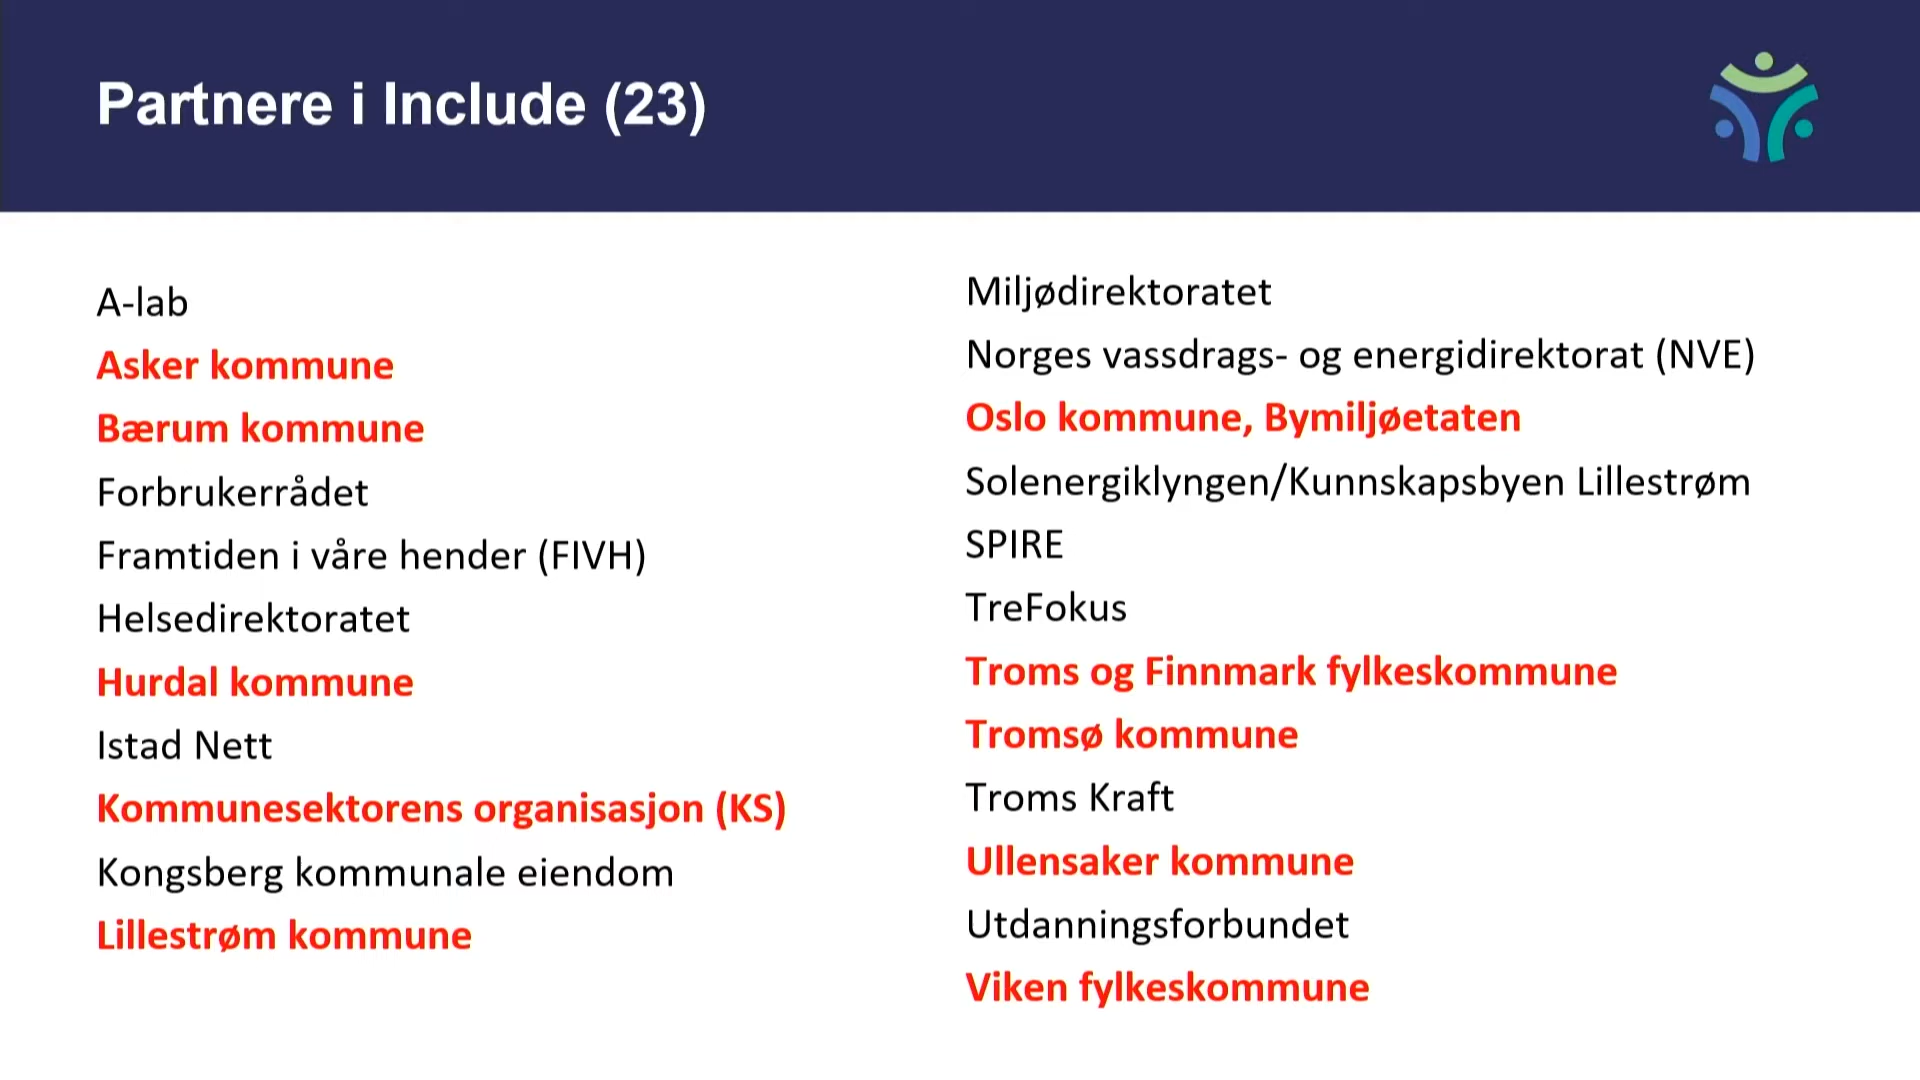 Partnere i Include (23)
A-lab
Asker kommune
Bærum kommune
Forbrukerrådet
Framtiden i våre hender (FIVH)
Helsedirektoratet
Hurdal kommune
Istad Nett
Kommunesektorens organisasjon (KS)
Kongsberg kommunale eiendom
Lillestrøm kommune
Miljødirektoratet
Norges vassdrags- og energidirektorat (NVE)
Oslo kommune, Bymiljøetaten
Solenergiklyngen/Kunnskapsbyen Lillestrøm
SPIRE
TreFokus
Troms og Finnmark fylkeskommune
Tromsø kommune
Troms Kraft
Ullensaker kommune
Utdanningsforbundet
Viken fylkeskommune